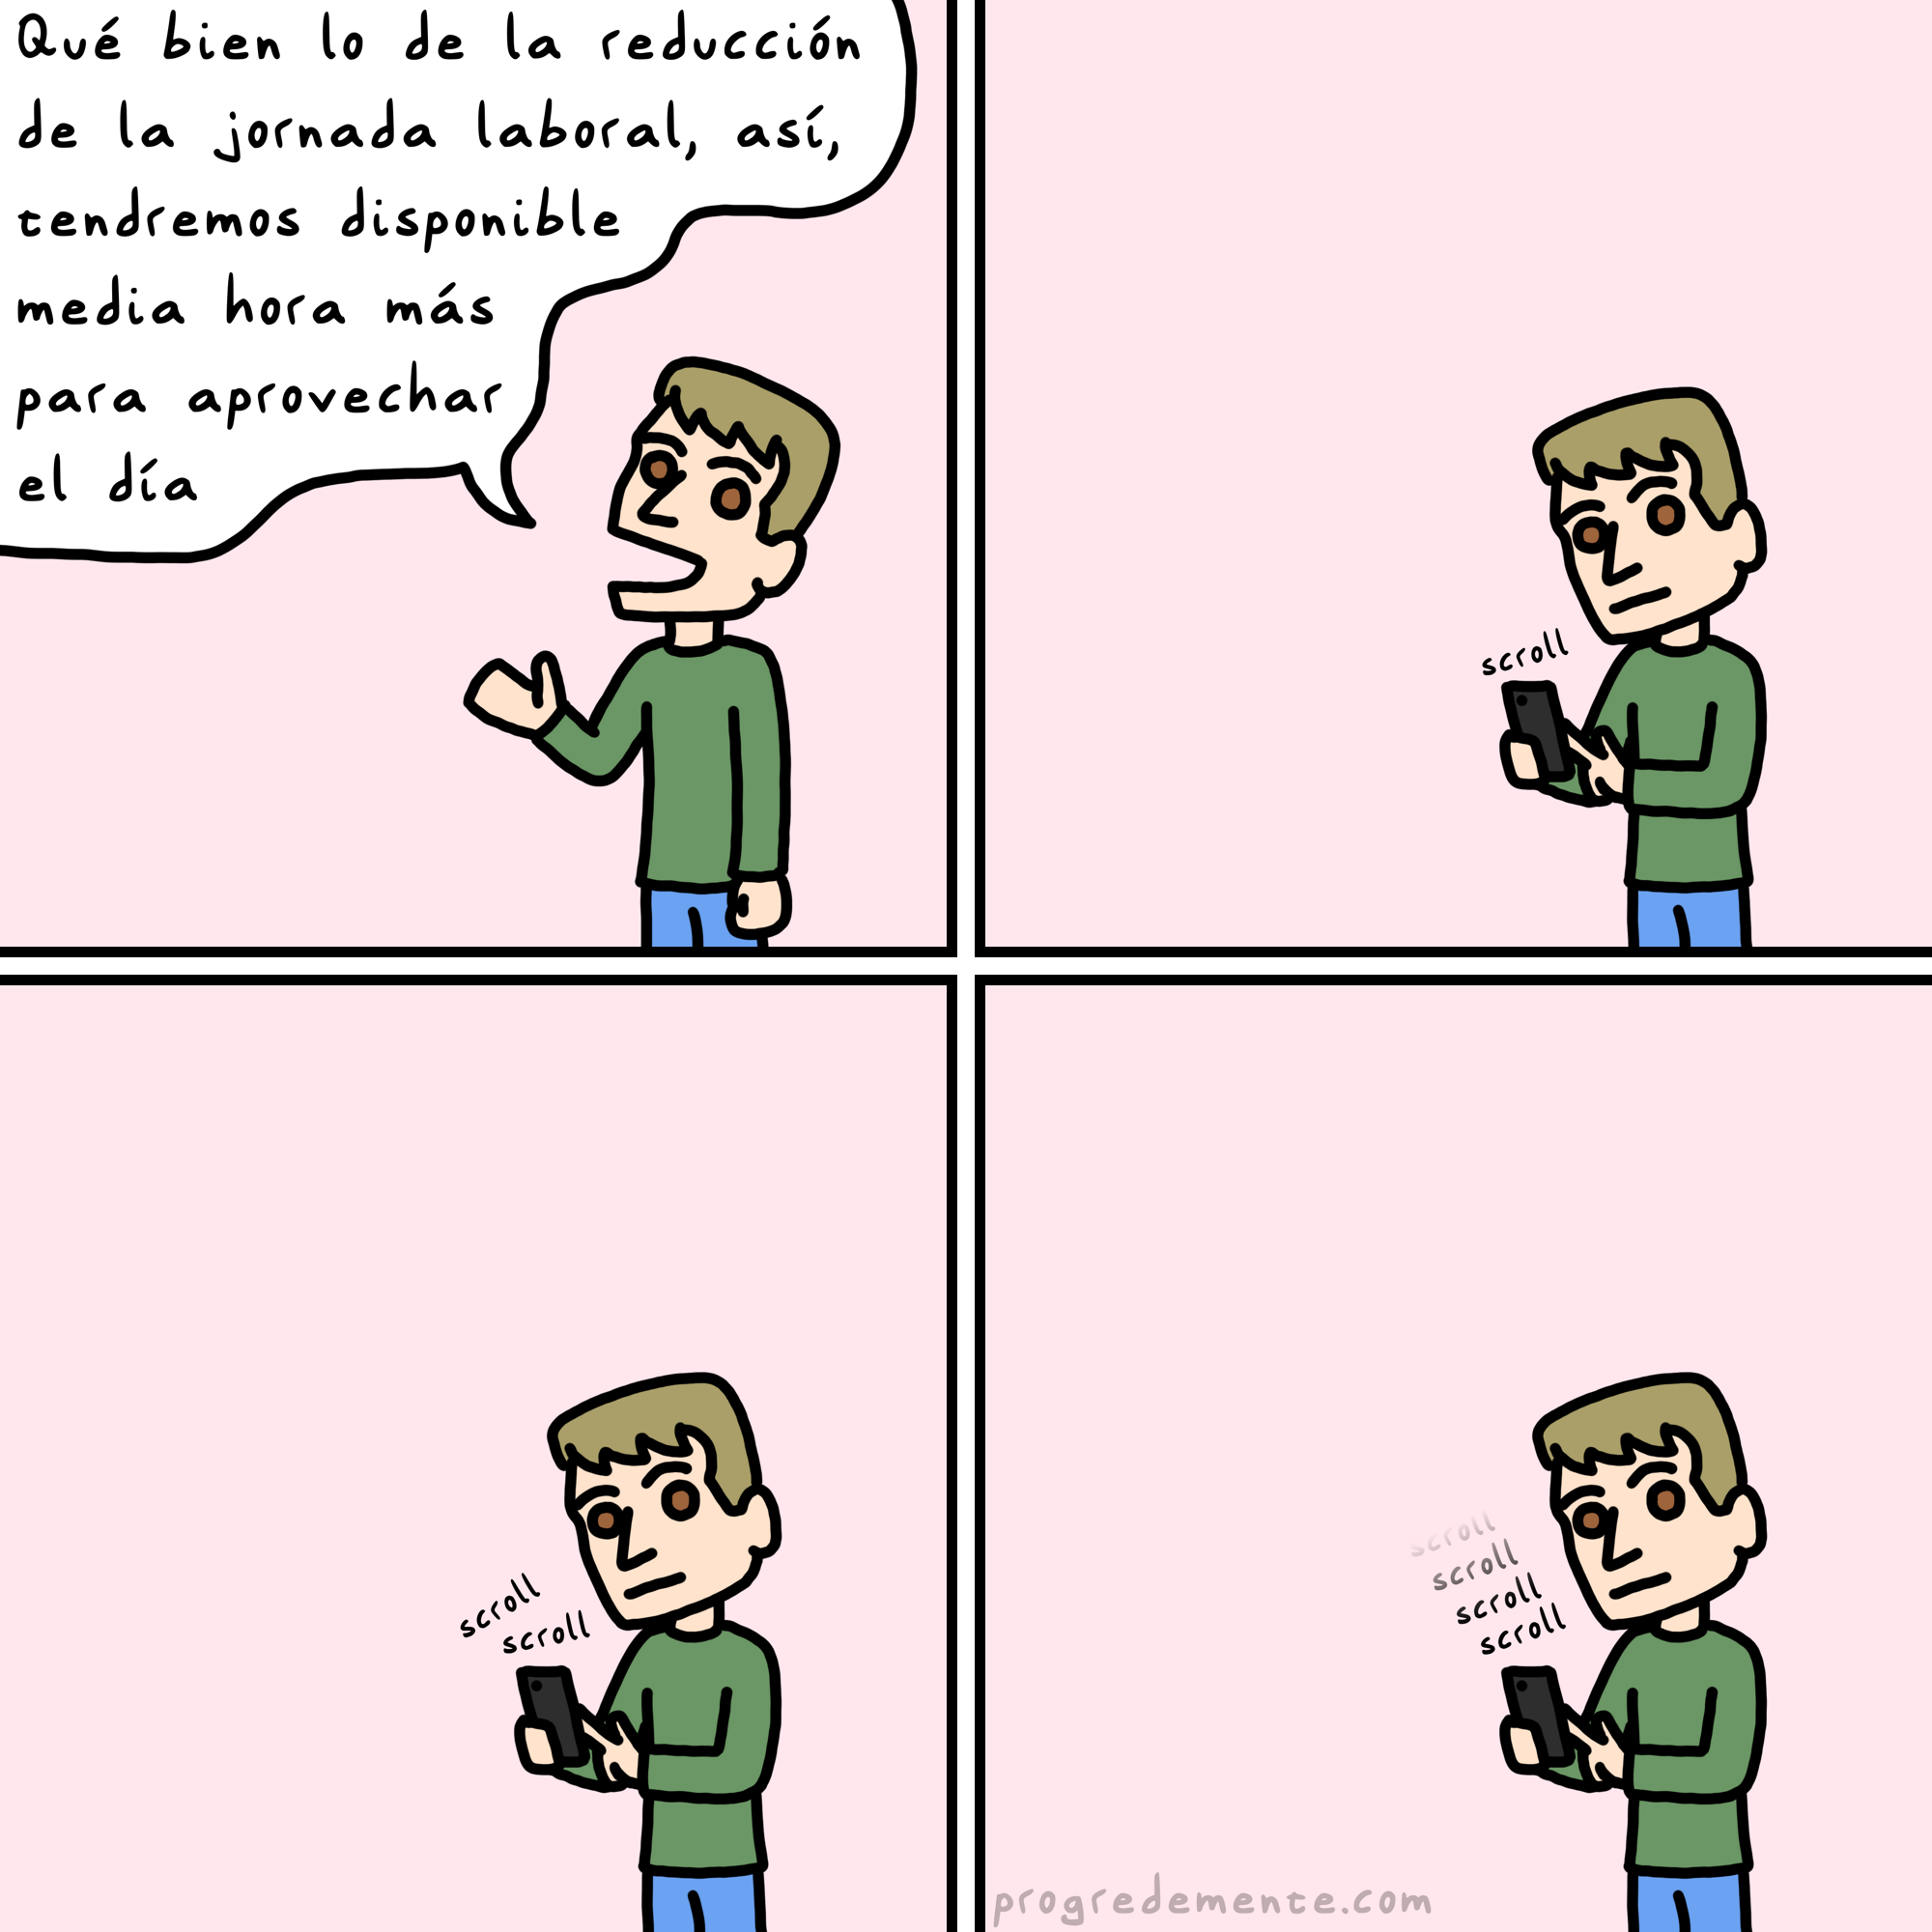 Qué bien lo de la reducción
de la jornada laboral, así,
tendremos disponible
media hora más
para aprovechar
el día
scroll
scroll
scroll
scroll
scroll
scroll
scroll
progredemente.com